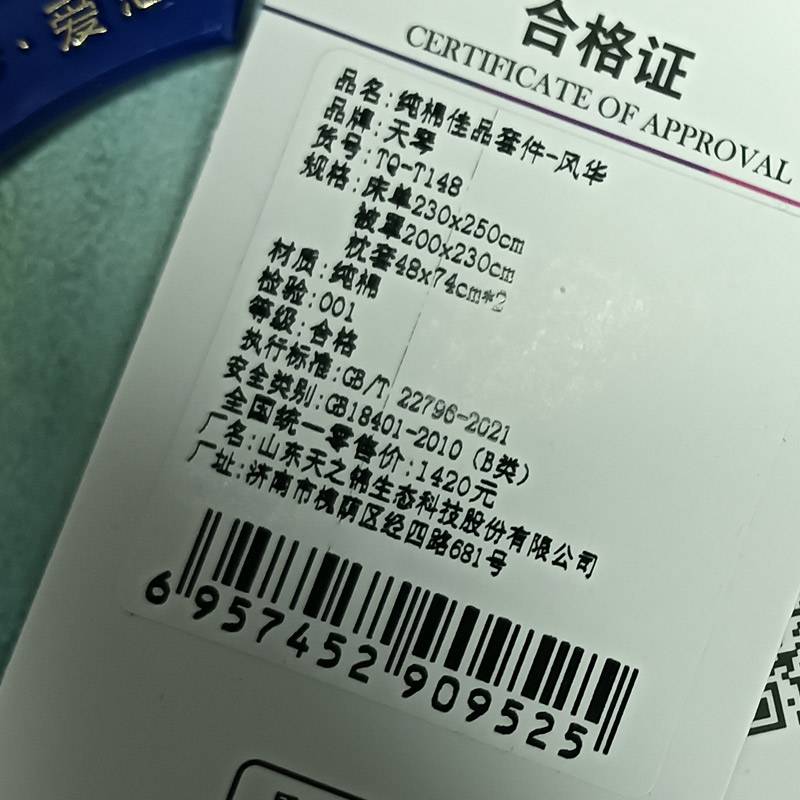 爱
合格证
CERTIFICATE OF APPROVAL
品名:纯棉佳品套件-风华
品牌:天琴
货号:TQ-T148
规格:床单230x250cm
被罩200x230cm
枕套48x74cm*2
材质:纯棉
检验:001
等级:合格
执行标准:GB/T 22796-2021
安全类别:GB18401-2010（B类）
全国统一零售价:1420元
厂名:山东天之锦生态科技股份有限公司
厂址:济南市槐荫区经四路681号
6 957452 909525